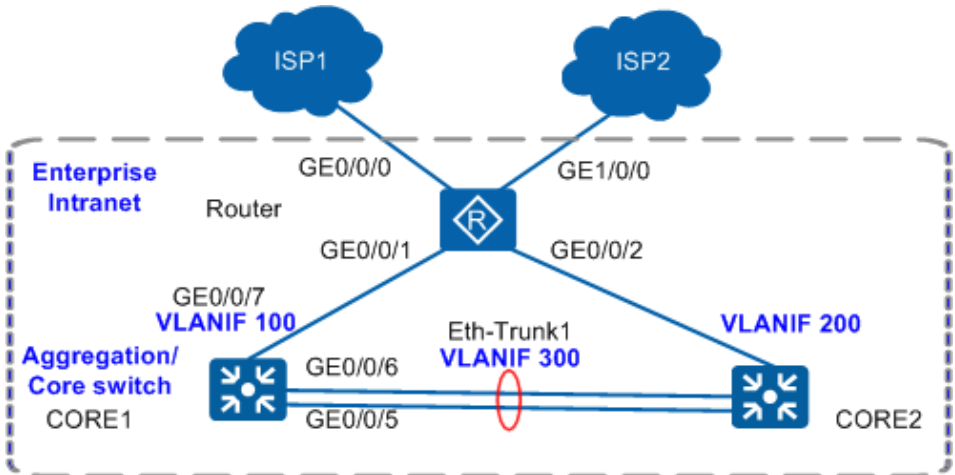 ISP1
ISP2
GE0/0/0
GE1/0/0
Enterprise
Intranet
Router
R
GE0/0/1
GE0/0/2
GE0/0/7
VLANIF 100
Eth-Trunk1
VLANIF 300
VLANIF 200
Aggregation/
Core switch
GE0/0/6
CORE1
GE0/0/5
CORE2